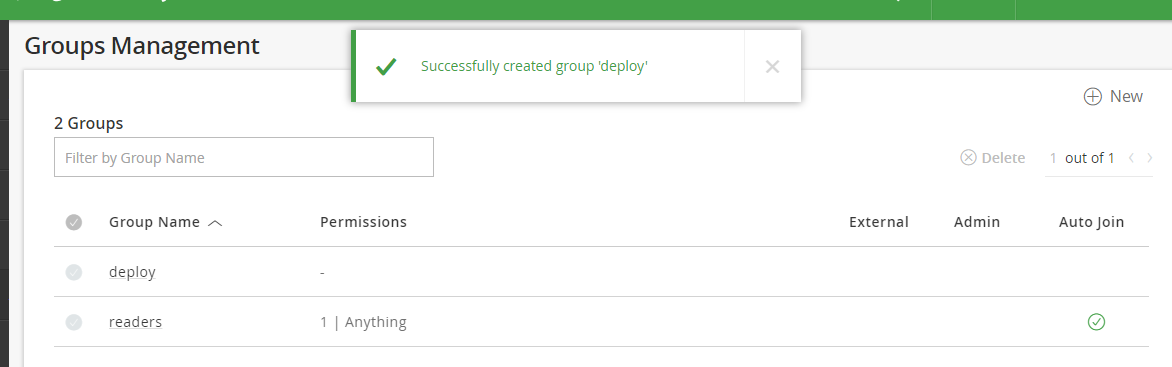 Groups Management
Successfully created group 'deploy'
New
2 Groups
Filter by Group Name
Delete 1 out of 1
Group Name Permissions External Admin Auto Join
deploy -
readers 1 | Anything